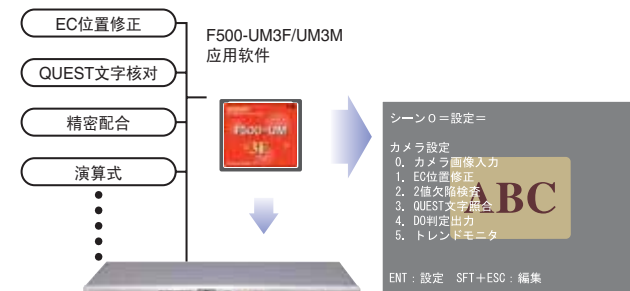 EC位置修正
QUEST文字核对
精密配合
演算式
F500-UM3F/UM3M
应用软件
F500-UM
3F
シーン0=設定=
カメラ設定
0. カメラ画像入力
1. EC位置修正
2. 2値欠陥検査
3. QUEST文字照合
4. DO判定出力
5. トレンドモニタ
ABC
ENT：設定 SFT+ESC：編集